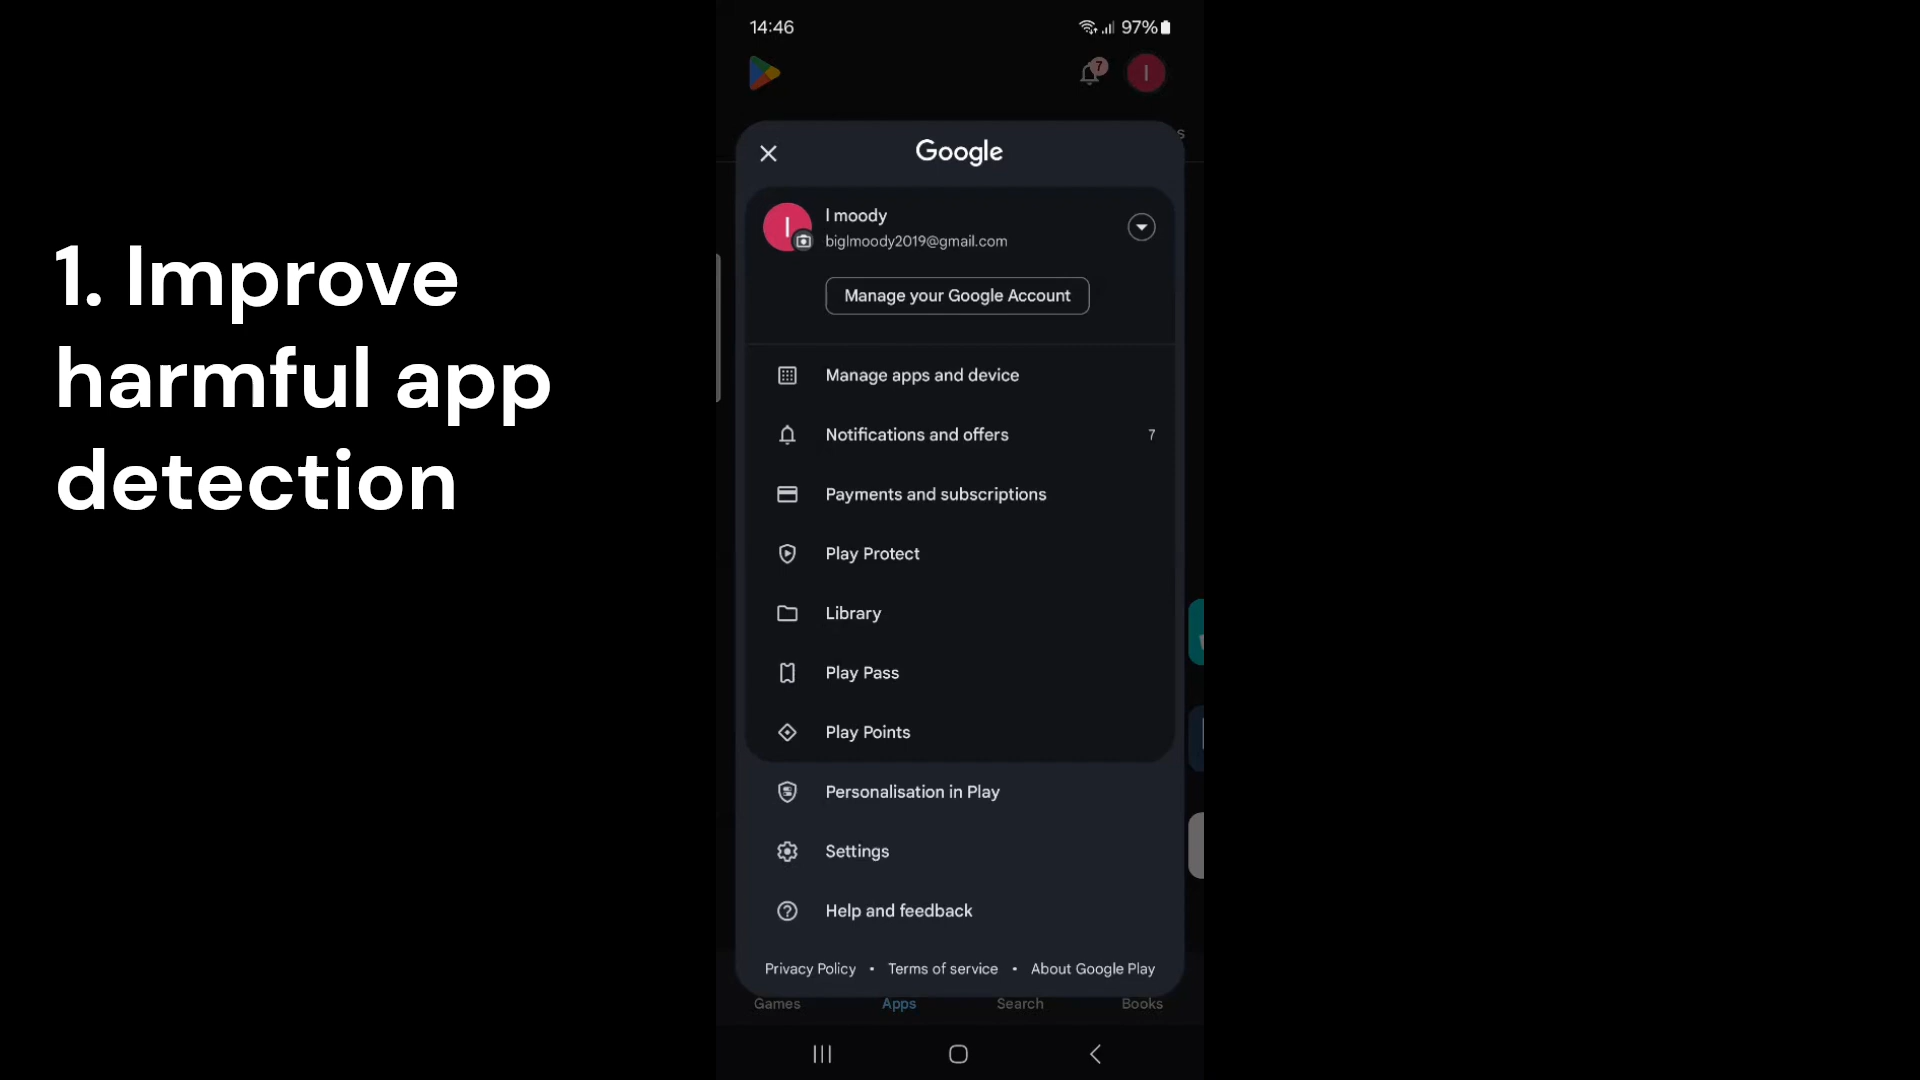 1. Improve
harmful app
detection
14:46
97%
7
I
s
Google
I
I moody
biglmoody2019@gmail.com
Manage your Google Account
Manage apps and device
Notifications and offers
7
Payments and subscriptions
Play Protect
Library
Play Pass
Play Points
Personalisation in Play
Settings
Help and feedback
Privacy Policy • Terms of service • About Google Play
Games Apps Search Books